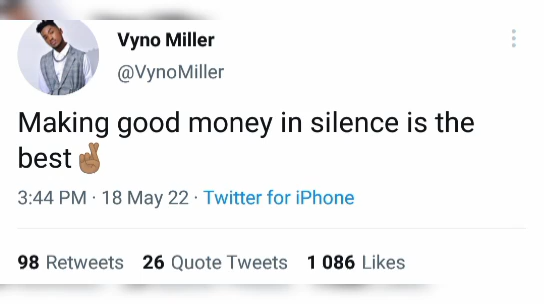 Vyno Miller
@VynoMiller
Making good money in silence is the
best🤞🏽
3:44 PM · 18 May 22 · Twitter for iPhone
98 Retweets 26 Quote Tweets 1 086 Likes